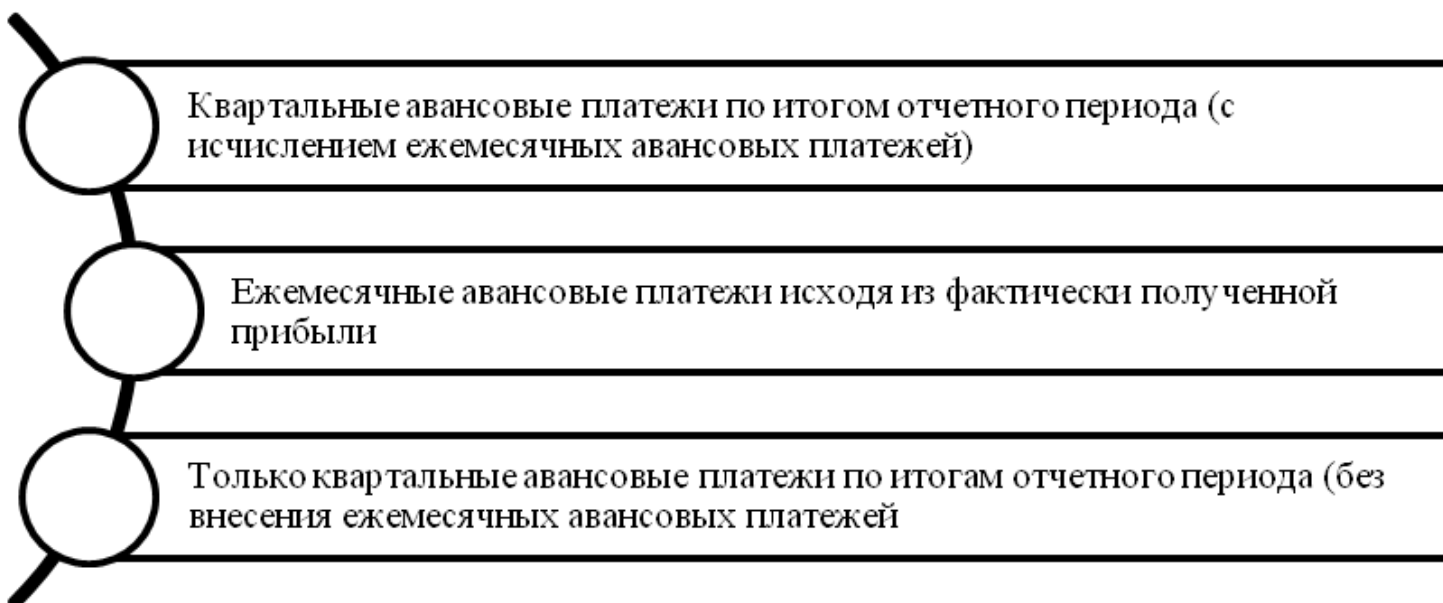 Квартальные авансовые платежи по итогом отчетного периода (с
исчислением ежемесячных авансовых платежей)
Ежемесячные авансовые платежи исходя из фактически полученной
прибыли
Только квартальные авансовые платежи по итогам отчетного периода (без
внесения ежемесячных авансовых платежей